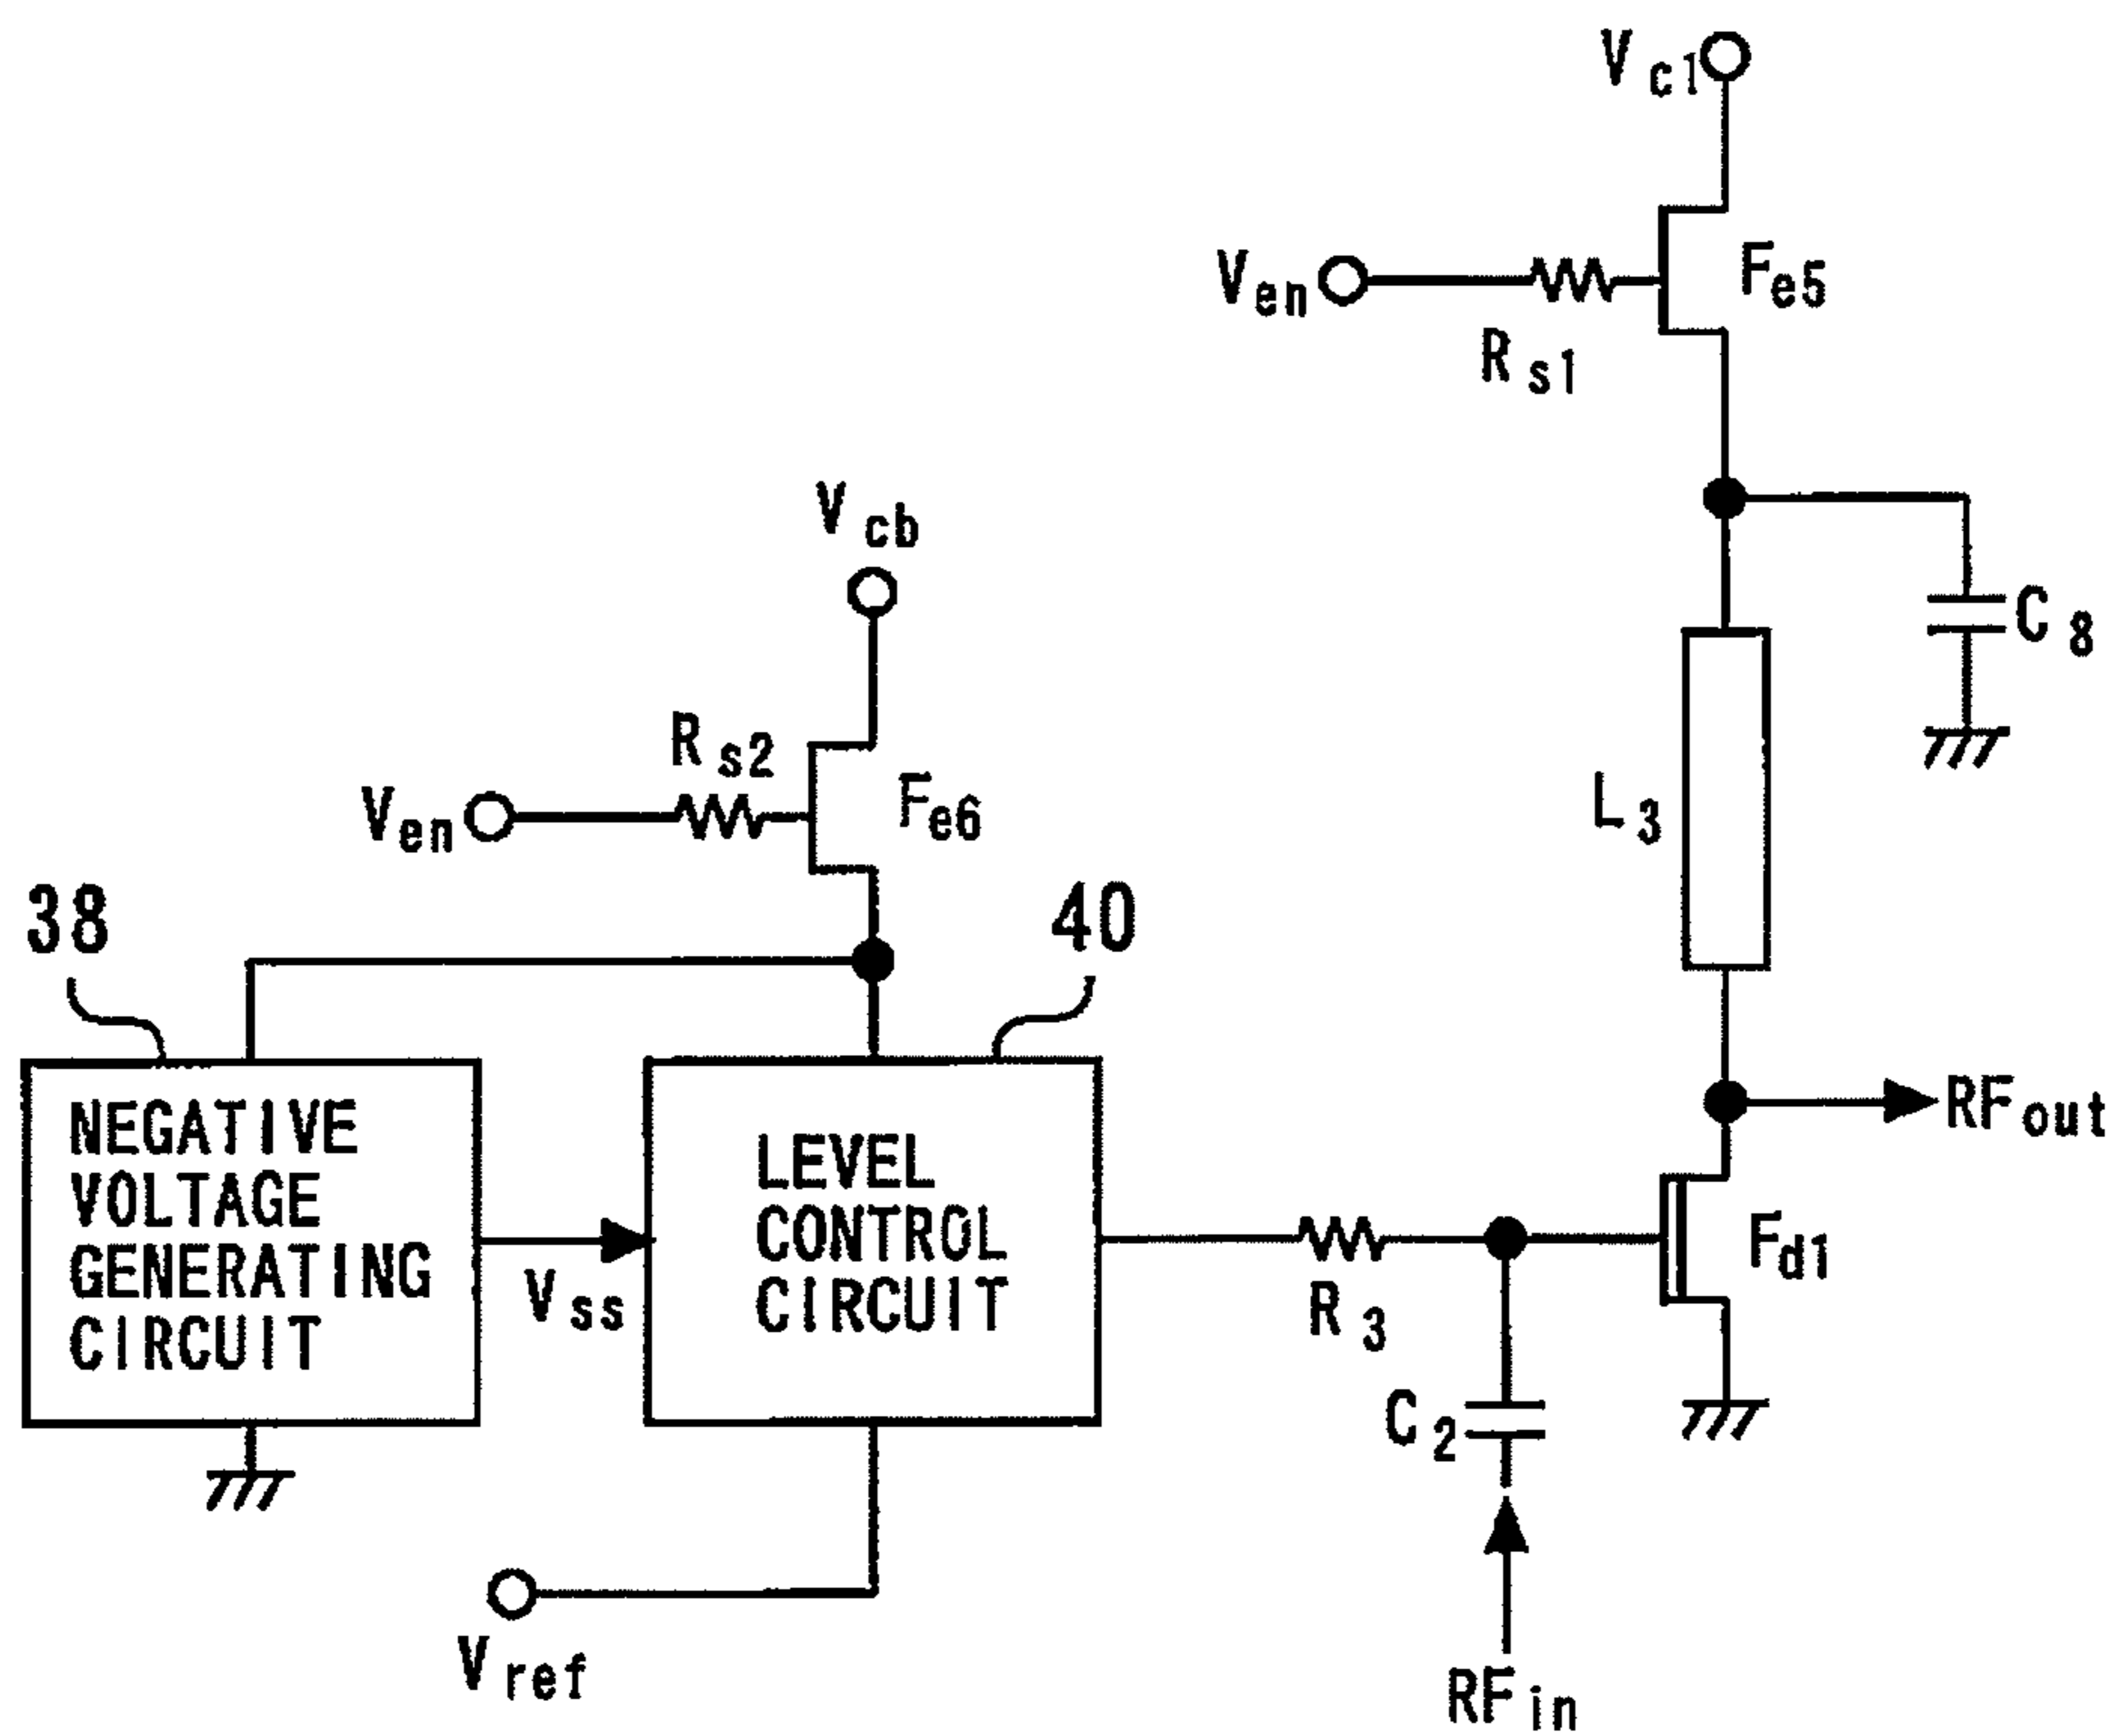 Vc1
Ven
Fe5
Rs1
Vcb
C8
Rs2
Ven
Fe6
L3
38
40
NEGATIVE
VOLTAGE
GENERATING
CIRCUIT
Vss
LEVEL
CONTROL
CIRCUIT
RFout
R3
Fd1
C2
Vref
RFin